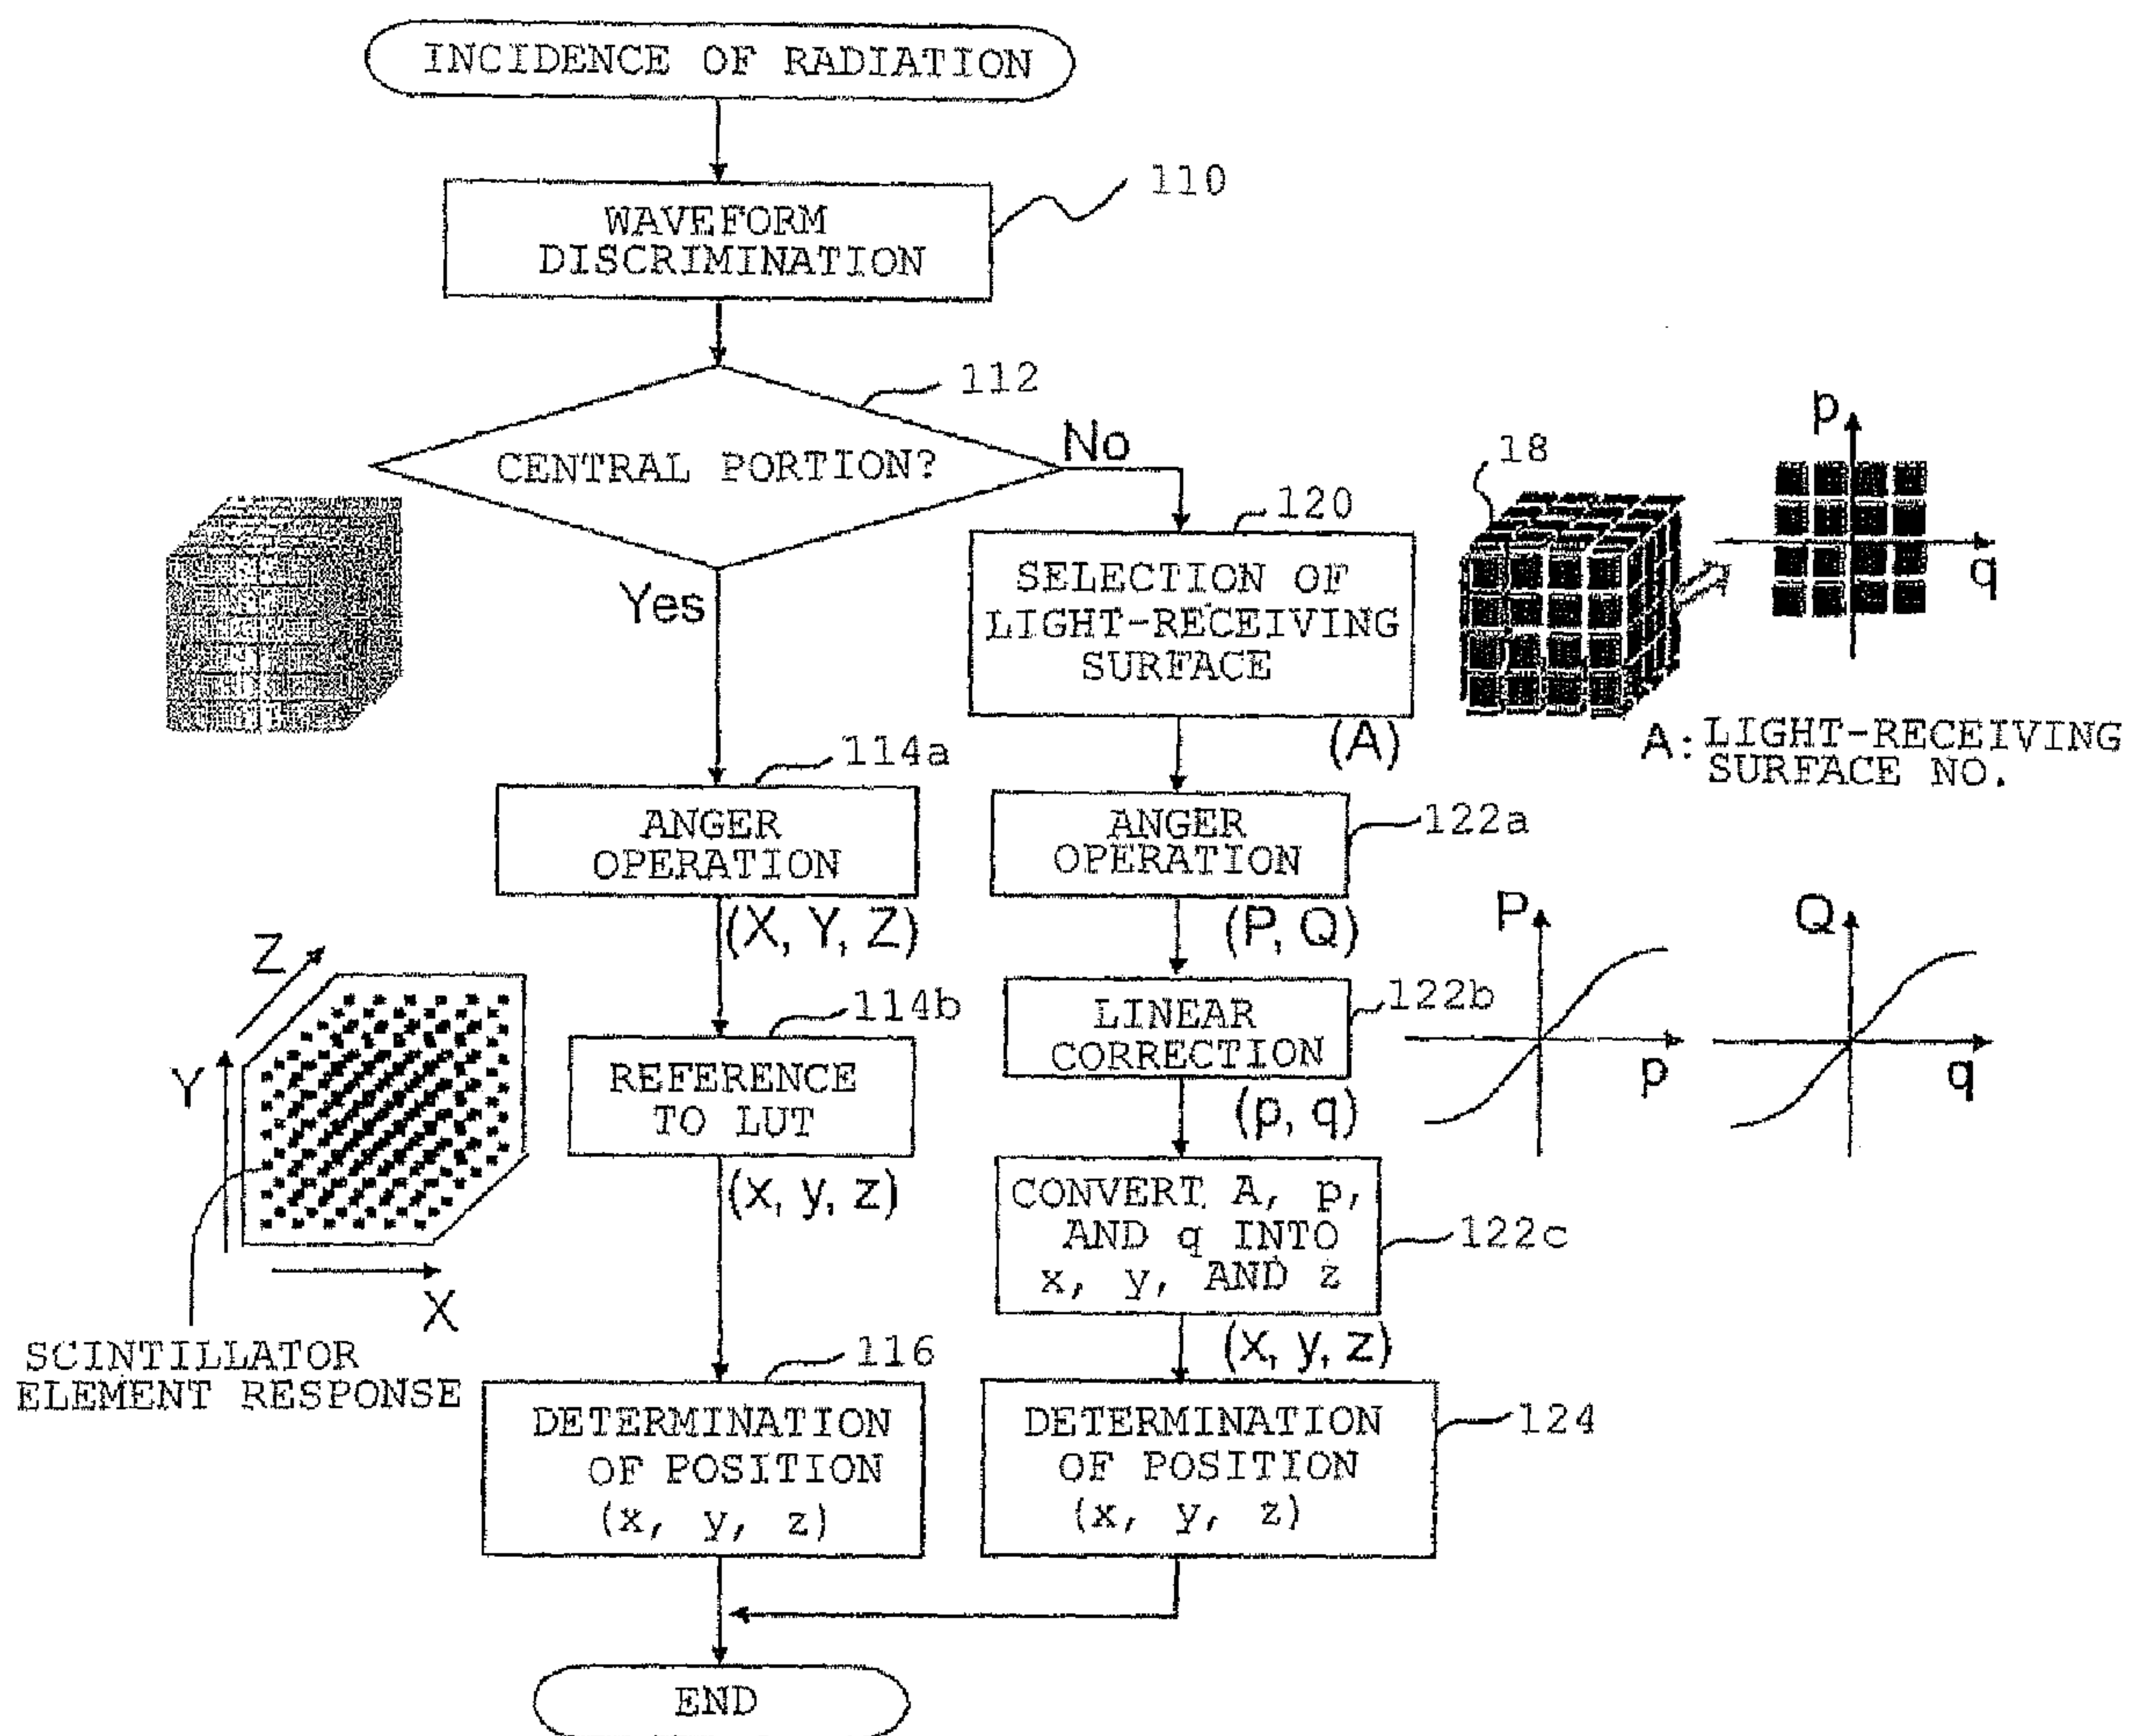 INCIDENCE OF RADIATION
110
WAVEFORM
DISCRIMINATION
112
CENTRAL PORTION?
No
Yes
120
SELECTION OF
LIGHT-RECEIVING
SURFACE
(A)
18
p
q
A: LIGHT-RECEIVING
SURFACE NO.
114a
ANGER
OPERATION
(X, Y, Z)
122a
ANGER
OPERATION
(P, Q)
P
p
Q
q
114b
REFERENCE
TO LUT
(x, y, z)
122b
LINEAR
CORRECTION
(p, q)
Z
Y
X
SCINTILLATOR
ELEMENT RESPONSE
122c
CONVERT A, p,
AND q INTO
x, y, AND z
(x, y, z)
116
DETERMINATION
OF POSITION
(x, y, z)
124
DETERMINATION
OF POSITION
(x, y, z)
END